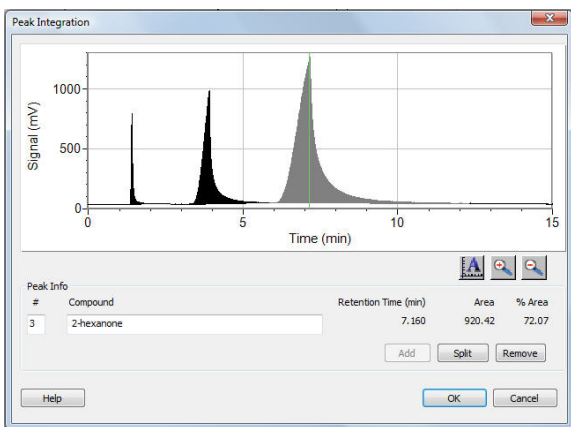 Peak Integration
1000
500
0
Signal (mV)
0 5 10 15
Time (min)
A
Peak Info
# Compound Retention Time (min) Area % Area
3 2-hexanone 7.160 920.42 72.07
Add Split Remove
Help OK Cancel